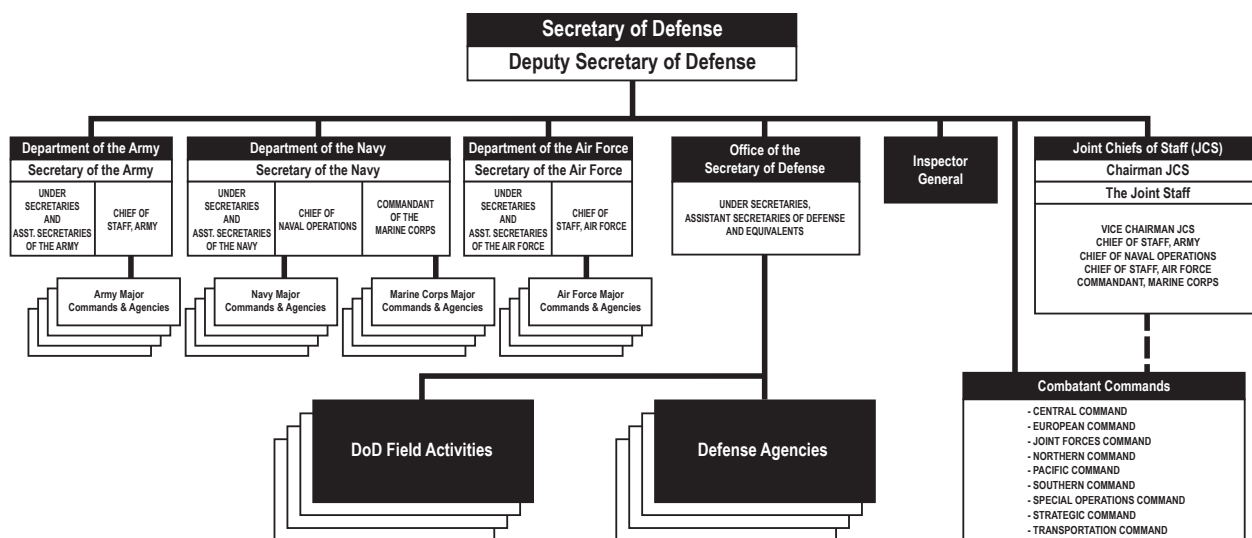 Secretary of Defense
Deputy Secretary of Defense
Department of the Army
Secretary of the Army
UNDER
SECRETARIES
AND
ASST. SECRETARIES
OF THE ARMY
CHIEF OF
STAFF, ARMY
Army Major
Commands & Agencies
Department of the Navy
Secretary of the Navy
UNDER
SECRETARIES
AND
ASST. SECRETARIES
OF THE NAVY
CHIEF OF
NAVAL OPERATIONS
COMMANDANT
OF THE
MARINE CORPS
Navy Major
Commands & Agencies
Marine Corps Major
Commands & Agencies
Department of the Air Force
Secretary of the Air Force
UNDER
SECRETARIES
AND
ASST. SECRETARIES
OF THE AIR FORCE
CHIEF OF
STAFF, AIR FORCE
Air Force Major
Commands & Agencies
Office of the
Secretary of Defense
UNDER SECRETARIES,
ASSISTANT SECRETARIES OF DEFENSE
AND EQUIVALENTS
Inspector
General
Joint Chiefs of Staff (JCS)
Chairman JCS
The Joint Staff
VICE CHAIRMAN JCS
CHIEF OF STAFF, ARMY
CHIEF OF NAVAL OPERATIONS
CHIEF OF STAFF, AIR FORCE
COMMANDANT, MARINE CORPS
DoD Field Activities
Defense Agencies
Combatant Commands
- CENTRAL COMMAND
- EUROPEAN COMMAND
- JOINT FORCES COMMAND
- NORTHERN COMMAND
- PACIFIC COMMAND
- SOUTHERN COMMAND
- SPECIAL OPERATIONS COMMAND
- STRATEGIC COMMAND
- TRANSPORTATION COMMAND